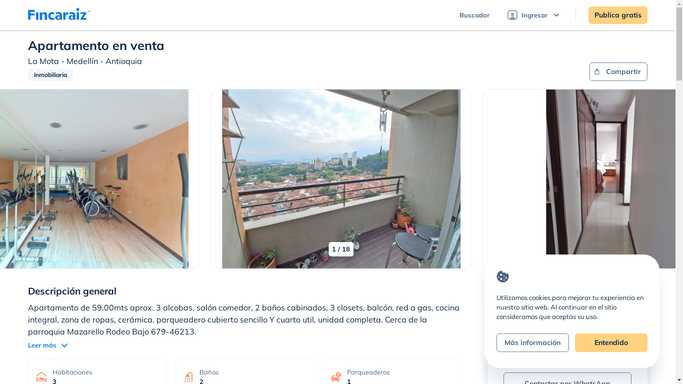 Fincaraiz
Buscador
Ingresar
Publica gratis
Apartamento en venta
La Mota - Medellín - Antioquia
Inmobiliaria
Compartir
1 / 18
Descripción general
Apartamento de 59.00mts aprox. 3 alcobas, salón comedor, 2 baños cabinados, 3 closets, balcón, red a gas, cocina
integral, zona de ropas, cerámica, parqueadero cubierto sencillo Y cuarto util, unidad completa. Cerca de la
parroquia Mazarello Rodeo Bajo 679-46213.
Leer más
Habitaciones
3
Baños
2
Parqueaderos
1
Utilizamos cookies para mejorar tu experiencia en
nuestro sitio web. Al continuar en el sitio
consideramos que aceptas su uso.
Más información
Entendido
Contactar por WhatsApp